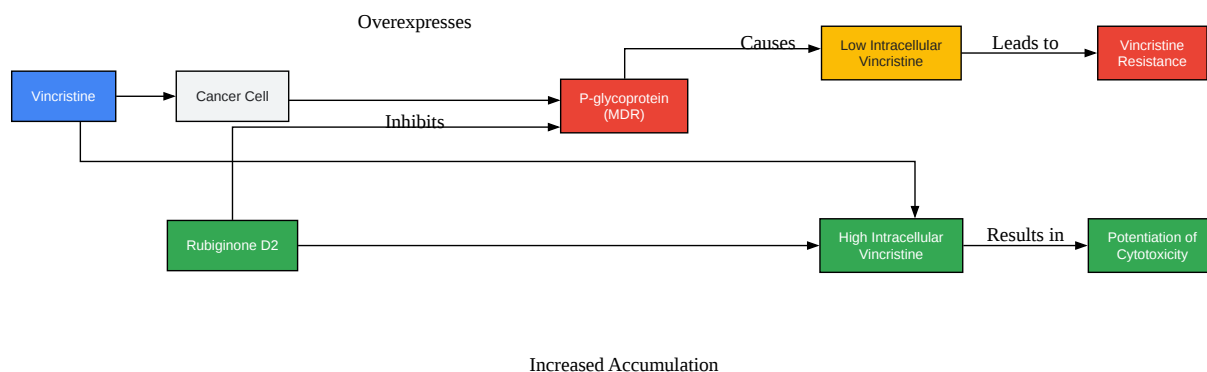 Overexpresses
Causes
Low Intracellular
Vincristine
Leads to
Vincristine
Resistance
Vincristine
Cancer Cell
P-glycoprotein
(MDR)
Inhibits
Rubiginone D2
High Intracellular
Vincristine
Results in
Potentiation of
Cytotoxicity
Increased Accumulation